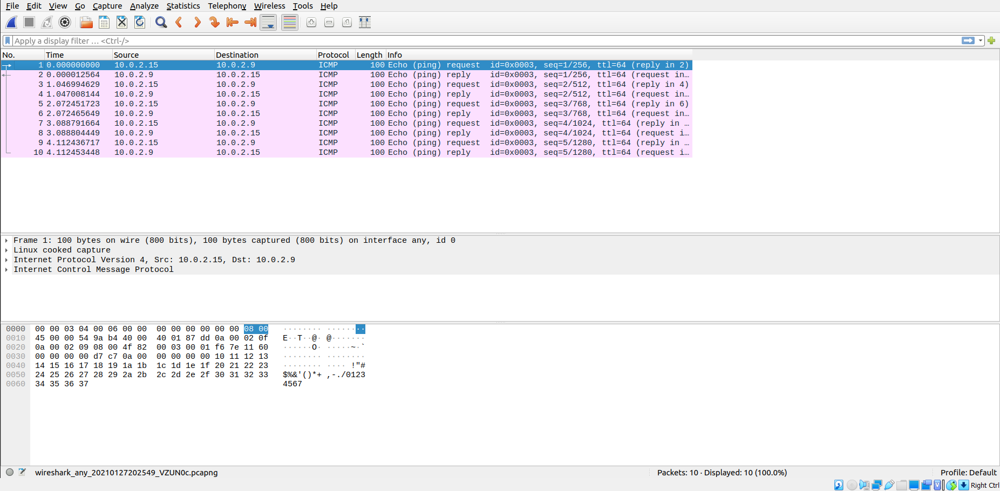 File Edit View Go Capture Analyze Statistics Telephony Wireless Tools Help
Apply a display filter … <Ctrl-/>
No. Time Source Destination Protocol Length Info
1 0.000000000 10.0.2.15 10.0.2.9 ICMP 100 Echo (ping) request id=0x0003, seq=1/256, ttl=64 (reply in 2)
2 0.000012564 10.0.2.9 10.0.2.15 ICMP 100 Echo (ping) reply id=0x0003, seq=1/256, ttl=64 (request in…
3 1.046994629 10.0.2.15 10.0.2.9 ICMP 100 Echo (ping) request id=0x0003, seq=2/512, ttl=64 (reply in 4)
4 1.047008144 10.0.2.9 10.0.2.15 ICMP 100 Echo (ping) reply id=0x0003, seq=2/512, ttl=64 (request in…
5 2.072451723 10.0.2.15 10.0.2.9 ICMP 100 Echo (ping) request id=0x0003, seq=3/768, ttl=64 (reply in 6)
6 2.072465649 10.0.2.9 10.0.2.15 ICMP 100 Echo (ping) reply id=0x0003, seq=3/768, ttl=64 (request in…
7 3.088791664 10.0.2.15 10.0.2.9 ICMP 100 Echo (ping) request id=0x0003, seq=4/1024, ttl=64 (reply in …
8 3.088804449 10.0.2.9 10.0.2.15 ICMP 100 Echo (ping) reply id=0x0003, seq=4/1024, ttl=64 (request i…
9 4.112436717 10.0.2.15 10.0.2.9 ICMP 100 Echo (ping) request id=0x0003, seq=5/1280, ttl=64 (reply in …
10 4.112453448 10.0.2.9 10.0.2.15 ICMP 100 Echo (ping) reply id=0x0003, seq=5/1280, ttl=64 (request i…
Frame 1: 100 bytes on wire (800 bits), 100 bytes captured (800 bits) on interface any, id 0
Linux cooked capture
Internet Protocol Version 4, Src: 10.0.2.15, Dst: 10.0.2.9
Internet Control Message Protocol
0000 00 00 03 04 00 06 00 00 00 00 00 00 00 00 08 00 ········ ········
0010 45 00 00 54 9a b4 40 00 40 01 87 dd 0a 00 02 0f E··T··@· @·······
0020 0a 00 02 09 08 00 4f 82 00 03 00 01 f6 7e 11 60 ······O· ·····~·`
0030 00 00 00 00 d7 c7 0a 00 00 00 00 00 10 11 12 13 ········ ········
0040 14 15 16 17 18 19 1a 1b 1c 1d 1e 1f 20 21 22 23 ········ ···· !"#
0050 24 25 26 27 28 29 2a 2b 2c 2d 2e 2f 30 31 32 33 $%&'()*+ ,-./0123
0060 34 35 36 37 4567
wireshark_any_20210127202549_VZUN0c.pcapng Packets: 10 · Displayed: 10 (100.0%) Profile: Default
Right Ctrl